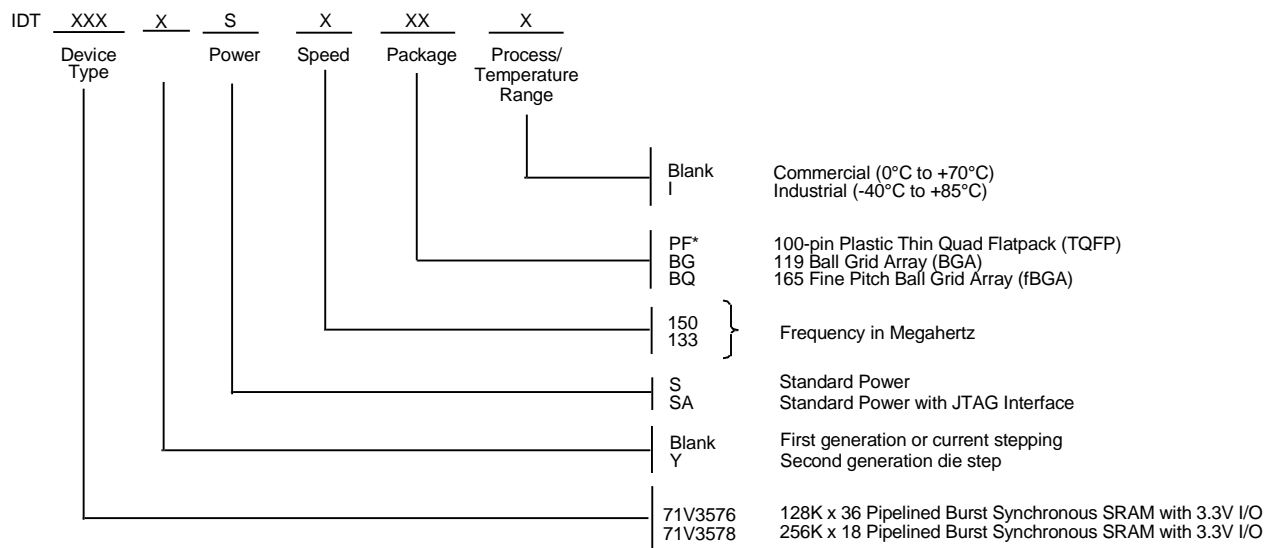 IDT XXX X S X XX X
Device Type Power Speed Package Process/ Temperature Range
Blank Commercial (0°C to +70°C)
I Industrial (-40°C to +85°C)
PF* 100-pin Plastic Thin Quad Flatpack (TQFP)
BG 119 Ball Grid Array (BGA)
BQ 165 Fine Pitch Ball Grid Array (fBGA)
150
133
Frequency in Megahertz
S Standard Power
SA Standard Power with JTAG Interface
Blank First generation or current stepping
Y Second generation die step
71V3576 128K x 36 Pipelined Burst Synchronous SRAM with 3.3V I/O
71V3578 256K x 18 Pipelined Burst Synchronous SRAM with 3.3V I/O